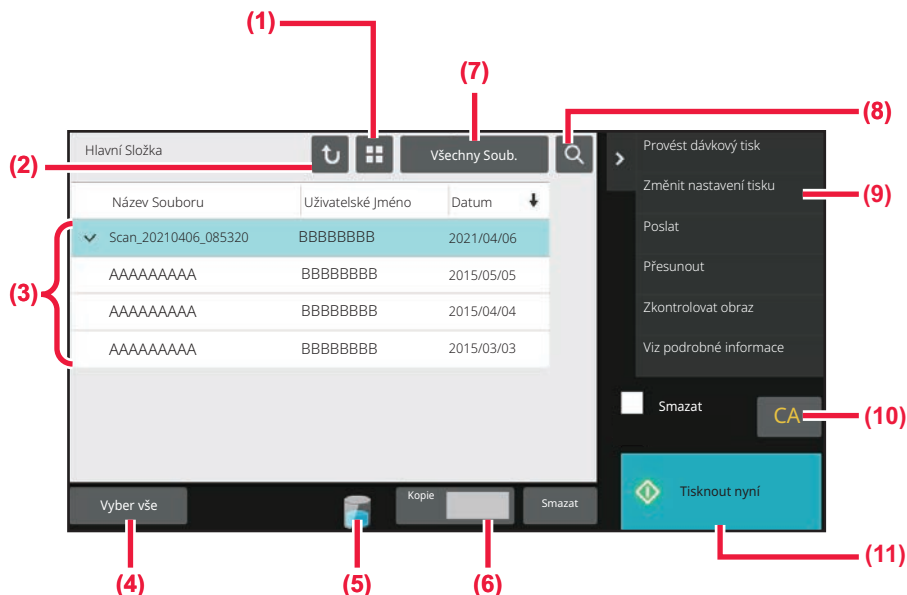 (1)
(7)
(8)
(2)
Hlavní Složka
Všechny Soub.
Provést dávkový tisk
Změnit nastavení tisku
(9)
Název Souboru Uživatelské Jméno Datum
Poslat
(3)
Scan_20210406_085320 BBBBBBBB 2021/04/06
AAAAAAAAA BBBBBBBB 2015/05/05
AAAAAAAAA BBBBBBBB 2015/04/04
AAAAAAAAA BBBBBBBB 2015/03/03
Přesunout
Zkontrolovat obraz
Viz podrobné informace
Smazat
CA
(10)
Vyber vše
Kopie
Smazat
Tisknout nyní
(11)
(4)
(5)
(6)